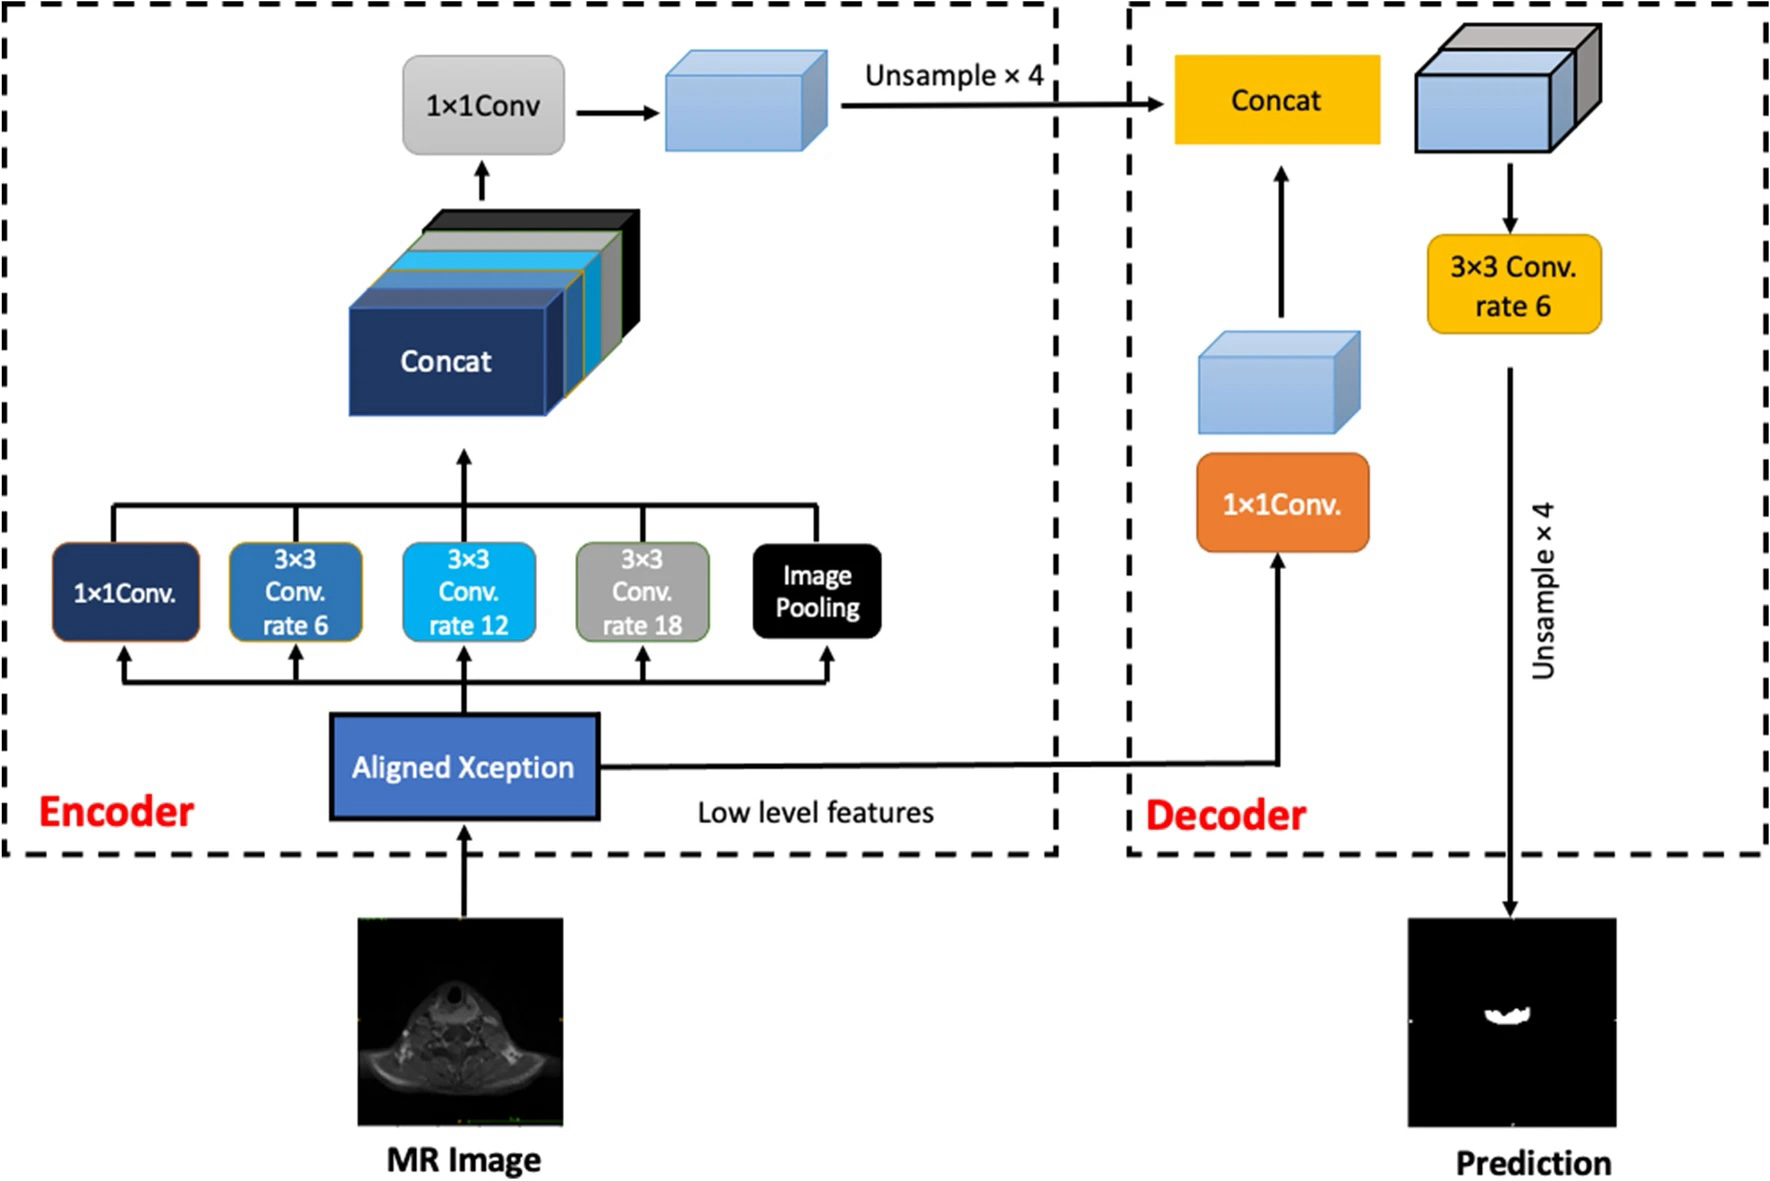 1×1Conv
Unsample × 4
Concat
3×3 Conv.
rate 6
Concat
1×1Conv.
1×1Conv.
3×3
Conv.
rate 6
3×3
Conv.
rate 12
3×3
Conv.
rate 18
Image
Pooling
Unsample × 4
Aligned Xception
Encoder
Low level features
Decoder
MR Image
Prediction